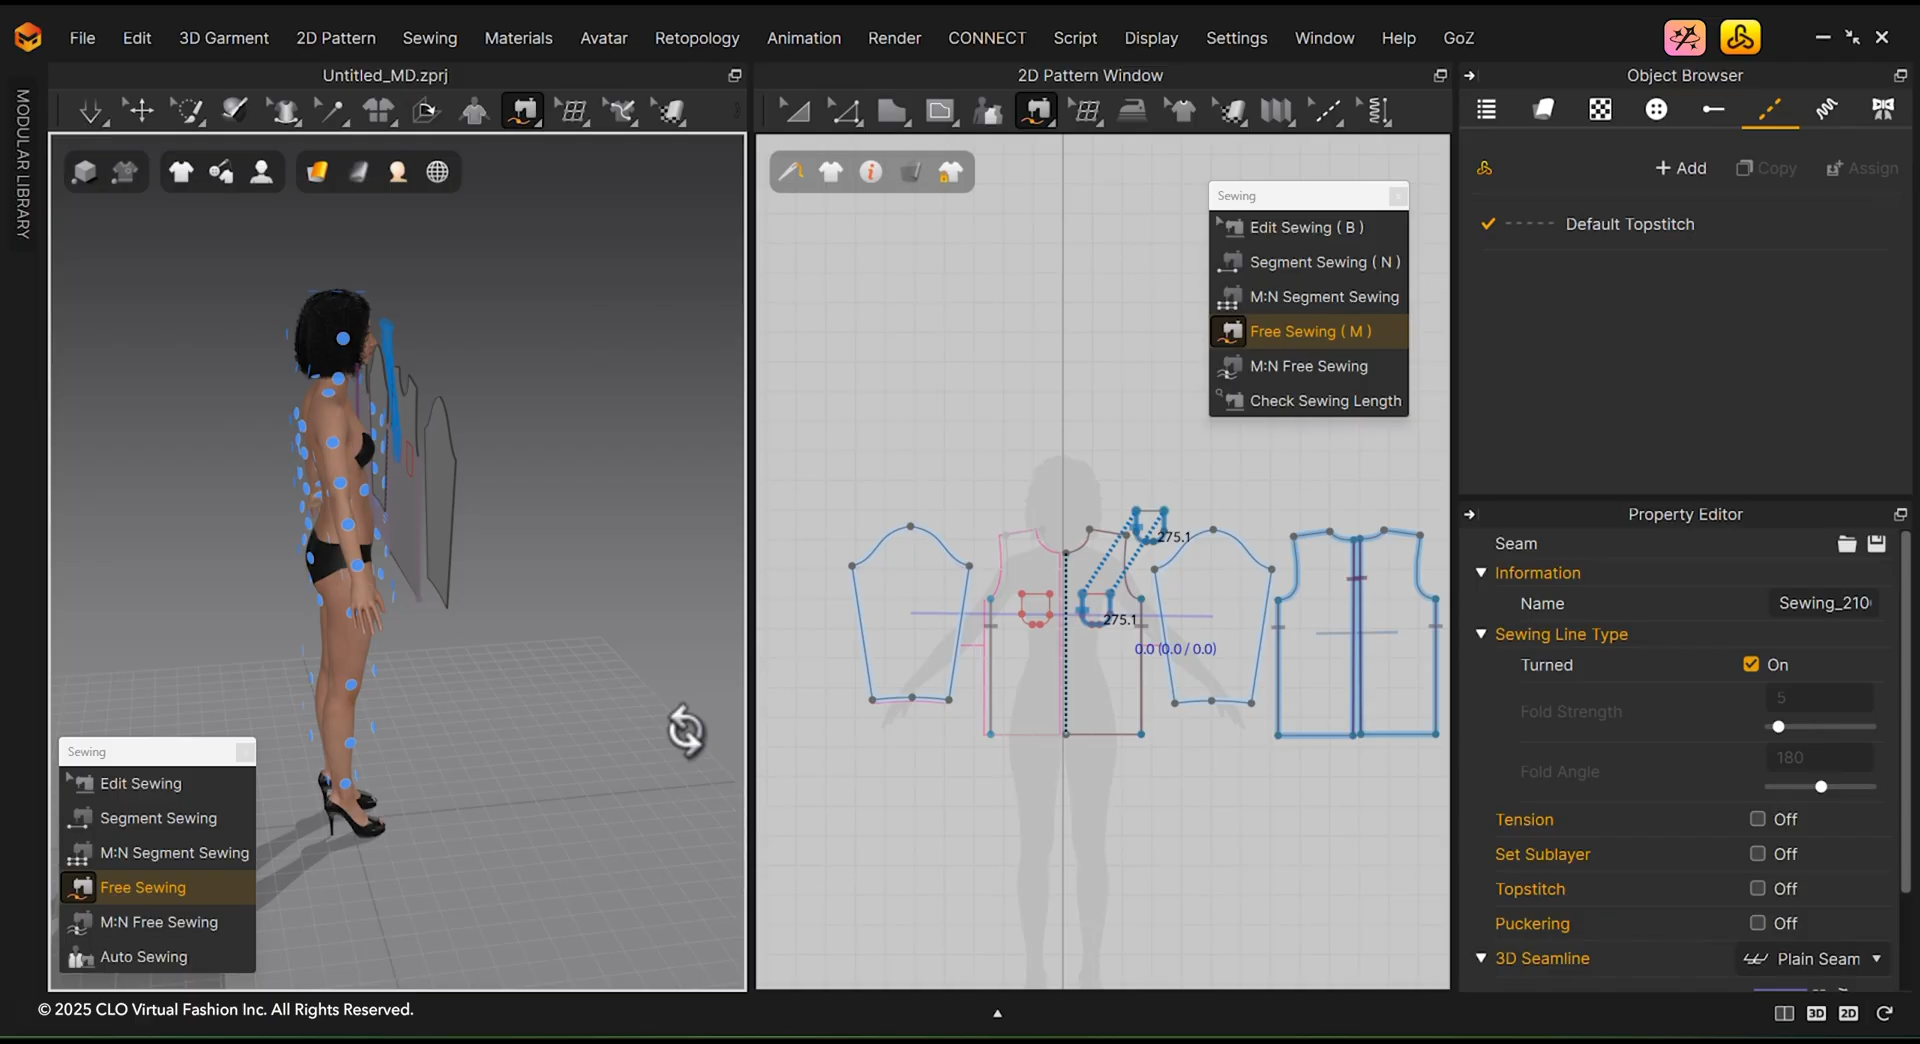 File Edit 3D Garment 2D Pattern Sewing Materials Avatar Retopology Animation Render CONNECT Script Display Settings Window Help GoZ
Untitled_MD.zprj
2D Pattern Window
Object Browser
MODULAR LIBRARY
+ Add Copy Assign
Default Topstitch
Sewing
Edit Sewing ( B )
Segment Sewing ( N )
M:N Segment Sewing
Free Sewing ( M )
M:N Free Sewing
Check Sewing Length
275.1
275.1
0.0 (0.0 / 0.0)
Property Editor
Seam
Information
Name Sewing_210
Sewing Line Type
Turned On
Fold Strength 5
Fold Angle 180
Tension Off
Set Sublayer Off
Topstitch Off
Puckering Off
3D Seamline Plain Seam
Sewing
Edit Sewing
Segment Sewing
M:N Segment Sewing
Free Sewing
M:N Free Sewing
Auto Sewing
© 2025 CLO Virtual Fashion Inc. All Rights Reserved.
3D 2D